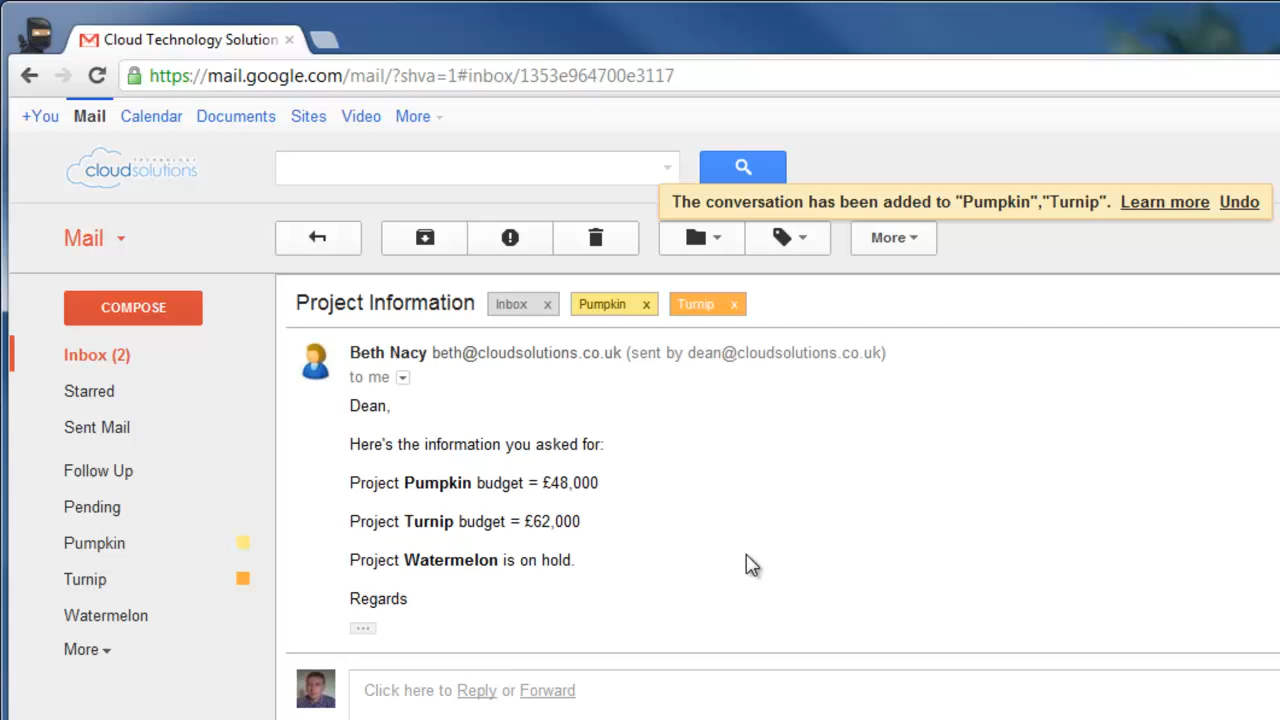 Cloud Technology Solution ×
https://mail.google.com/mail/?shva=1#inbox/1353e964700e3117
+You Mail Calendar Documents Sites Video More
TECHNOLOGY
cloudsolutions
The conversation has been added to "Pumpkin","Turnip". Learn more Undo
Mail
More
COMPOSE
Project Information Inbox x Pumpkin x Turnip x
Inbox (2)
Starred
Sent Mail
Follow Up
Pending
Pumpkin
Turnip
Watermelon
More
Beth Nacy beth@cloudsolutions.co.uk (sent by dean@cloudsolutions.co.uk)
to me
Dean,
Here's the information you asked for:
Project Pumpkin budget = £48,000
Project Turnip budget = £62,000
Project Watermelon is on hold.
Regards
...
Click here to Reply or Forward